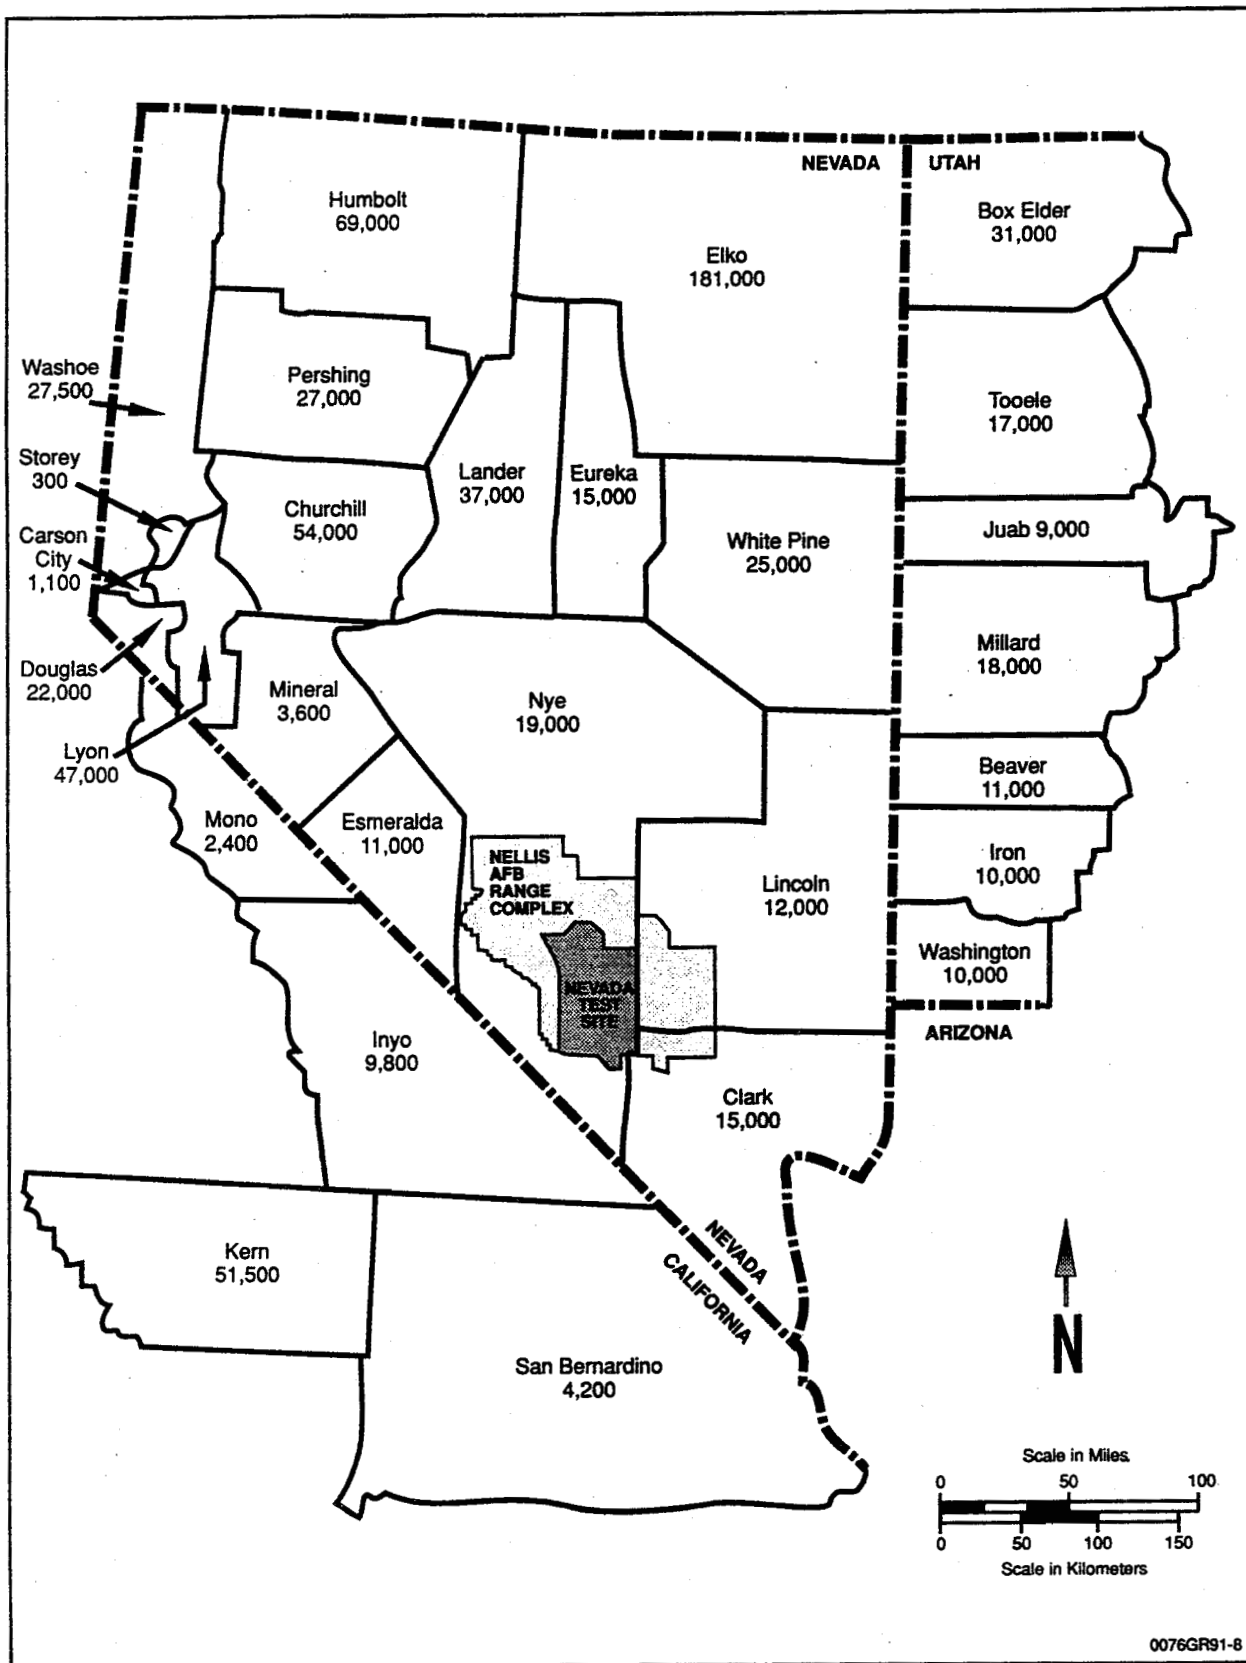 NEVADA
UTAH
Humbolt
69,000
Box Elder
31,000
Elko
181,000
Washoe
27,500
Pershing
27,000
Tooele
17,000
Storey
300
Lander
37,000
Eureka
15,000
Churchill
54,000
Carson
City
1,100
White Pine
25,000
Juab 9,000
Douglas
22,000
Mineral
3,600
Nye
19,000
Millard
18,000
Lyon
47,000
Beaver
11,000
Mono
2,400
Esmeralda
11,000
NELLIS
AFB
RANGE
COMPLEX
Lincoln
12,000
Iron
10,000
Washington
10,000
NEVADA
TEST
SITE
ARIZONA
Inyo
9,800
Clark
15,000
Kern
51,500
NEVADA
CALIFORNIA
San Bernardino
4,200
N
Scale in Miles
0 50 100
0 50 100 150
Scale in Kilometers
0076GR91-8